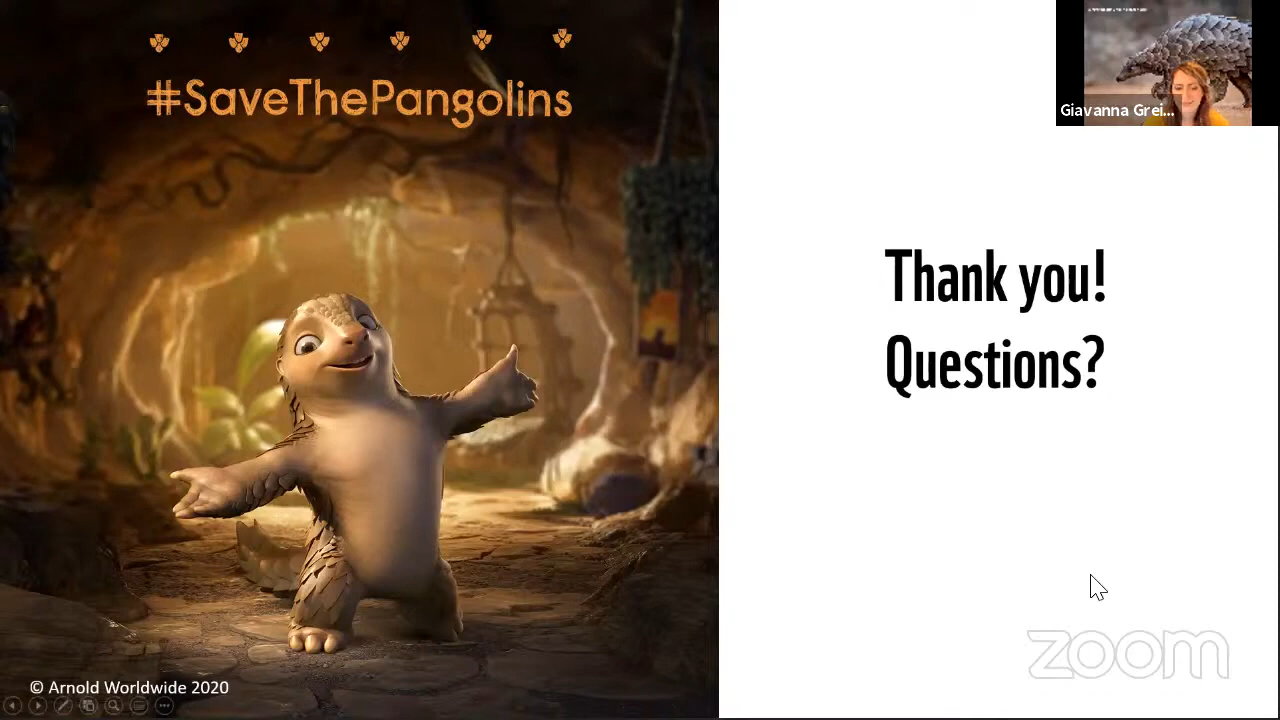 #SaveThePangolins
Giavanna Grei...
Thank you!
Questions?
zoom
© Arnold Worldwide 2020